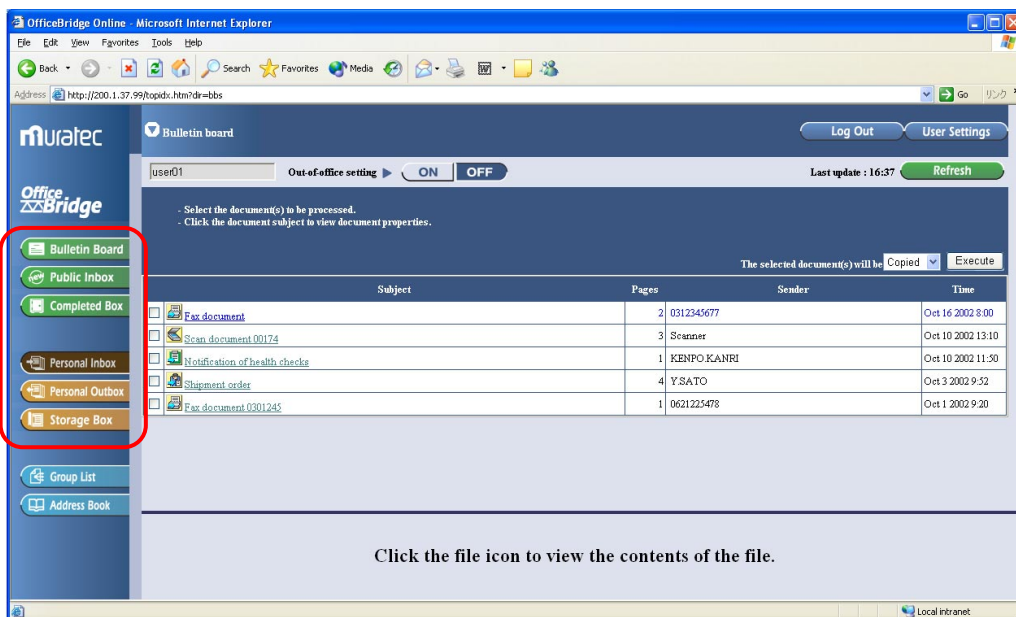 OfficeBridge Online - Microsoft Internet Explorer
File Edit View Favorites Tools Help
Back Search Favorites Media
Address http://200.1.37.99/topidx.htm?dir=bbs Go リンク
muratec
Bulletin board
Log Out User Settings
user01 Out-of-office setting ON OFF Last update : 16:37 Refresh
Office
Bridge
- Select the document(s) to be processed.
- Click the document subject to view document properties.
The selected document(s) will be Copied Execute
Bulletin Board
Public Inbox
Completed Box
Personal Inbox
Personal Outbox
Storage Box
Group List
Address Book
Subject Pages Sender Time
Fax document 2 0312345677 Oct 16 2002 8:00
Scan document 00174 3 Scanner Oct 10 2002 13:10
Notification of health checks 1 KENPO.KANRI Oct 10 2002 11:50
Shipment order 4 Y.SATO Oct 3 2002 9:52
Fax document 0301245 1 0621225478 Oct 1 2002 9:20
Click the file icon to view the contents of the file.
Local intranet